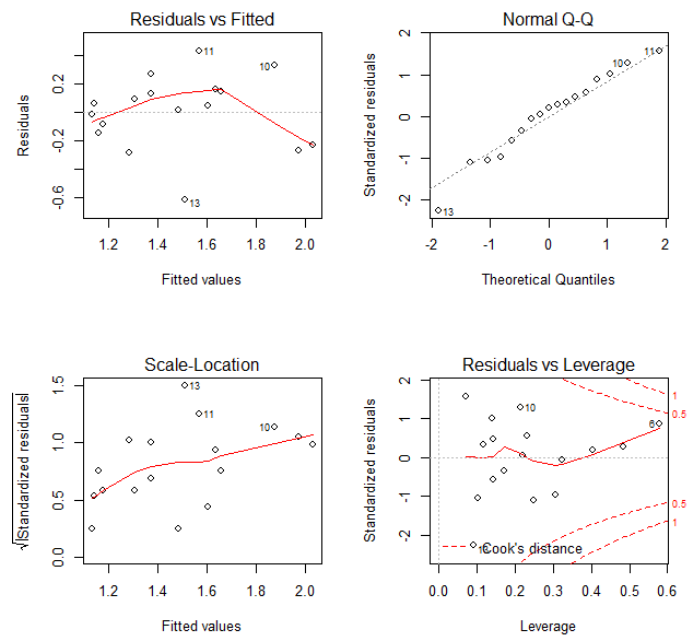 Residuals vs Fitted
Residuals
0.2
-0.2
-0.6
11
10
13
1.2 1.4 1.6 1.8 2.0
Fitted values
Normal Q-Q
Standardized residuals
2
1
0
-1
-2
11
10
13
-2 -1 0 1 2
Theoretical Quantiles
Scale-Location
√|Standardized residuals|
1.5
1.0
0.5
0.0
13
11
10
1.2 1.4 1.6 1.8 2.0
Fitted values
Residuals vs Leverage
Standardized residuals
2
1
0
-1
-2
10
6
1
0.5
0.5
1
13
Cook's distance
0.0 0.1 0.2 0.3 0.4 0.5 0.6
Leverage